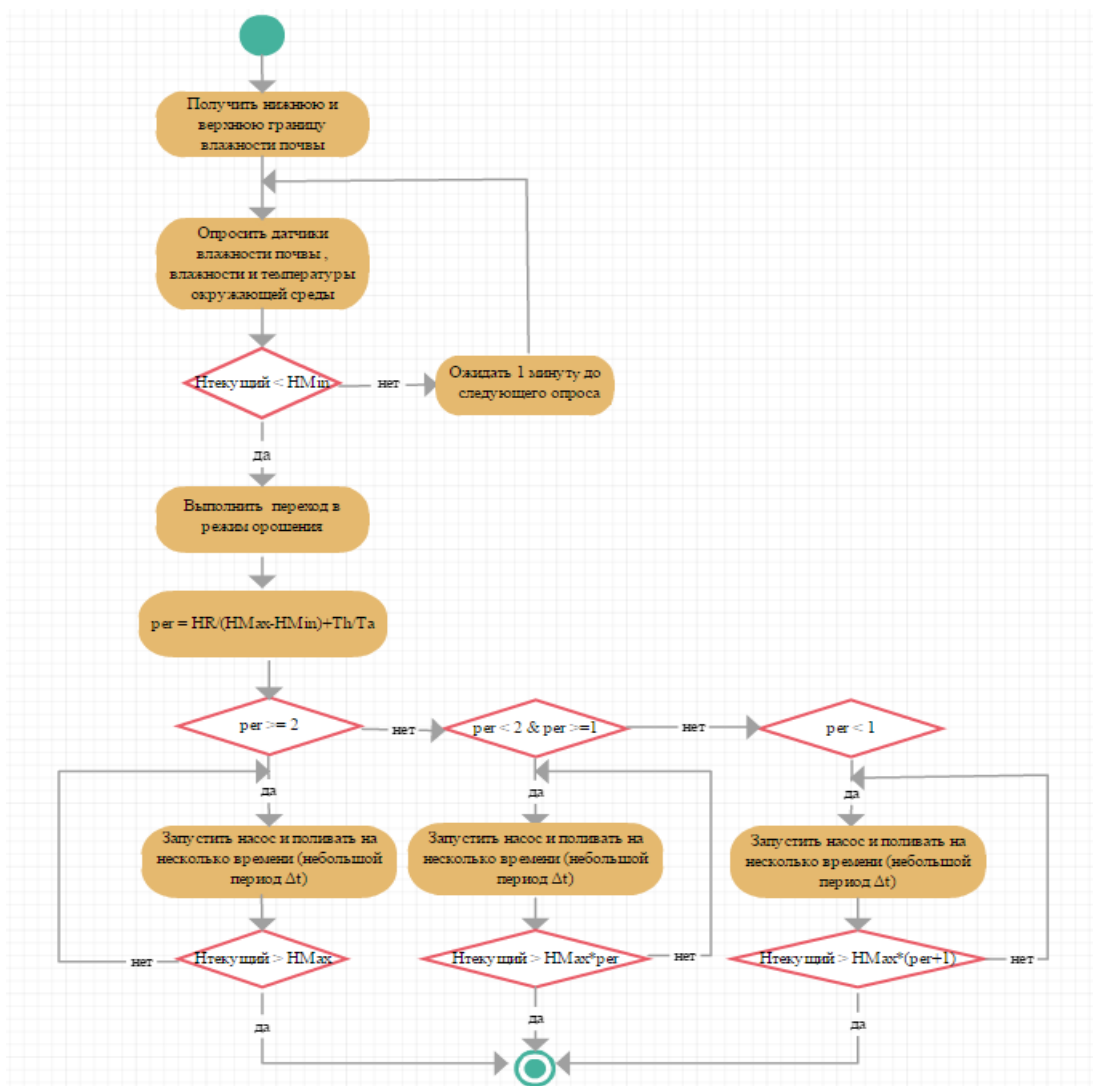 Получить нижнюю и
верхнюю границу
влажности почвы
Опросить датчики
влажности почвы ,
влажности и температуры
окружающей среды
Hтекущий < HMin
нет
Ожидать 1 минуту до
следующего опроса
да
Выполнить переход в
режим орошения
per = HR/(HMax-HMin)+Th/Ta
per >= 2
нет
per < 2 & per >=1
нет
per < 1
да
да
да
Запустить насос и поливать на
несколько времени (небольшой
период Δt)
Запустить насос и поливать на
несколько времени (небольшой
период Δt)
Запустить насос и поливать на
несколько времени (небольшой
период Δt)
нет
Hтекущий > HMax
Hтекущий > HMax*per
нет
Hтекущий > HMax*(per+1)
нет
да
да
да